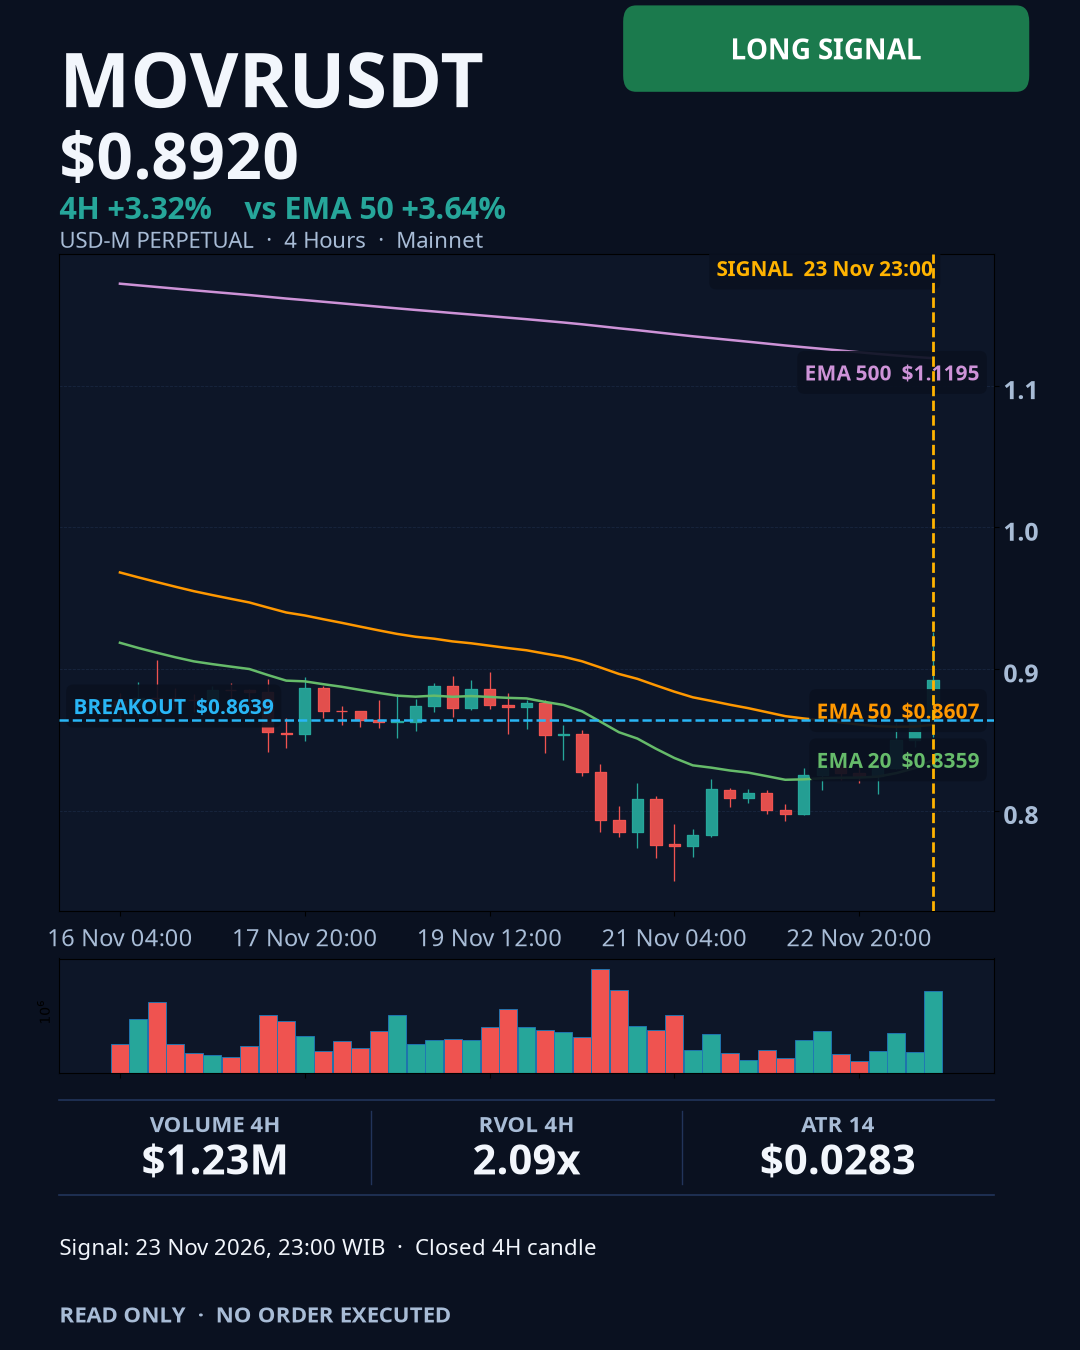 LONG SIGNAL
MOVRUSDT
$0.8920
4H +3.32% vs EMA 50 +3.64%
USD-M PERPETUAL · 4 Hours · Mainnet
SIGNAL 23 Nov 23:00
EMA 500 $1.1195
1.1
1.0
0.9
BREAKOUT $0.8639
EMA 50 $0.8607
EMA 20 $0.8359
0.8
16 Nov 04:00 17 Nov 20:00 19 Nov 12:00 21 Nov 04:00 22 Nov 20:00
10⁶
VOLUME 4H RVOL 4H ATR 14
$1.23M 2.09x $0.0283
Signal: 23 Nov 2026, 23:00 WIB · Closed 4H candle
READ ONLY · NO ORDER EXECUTED